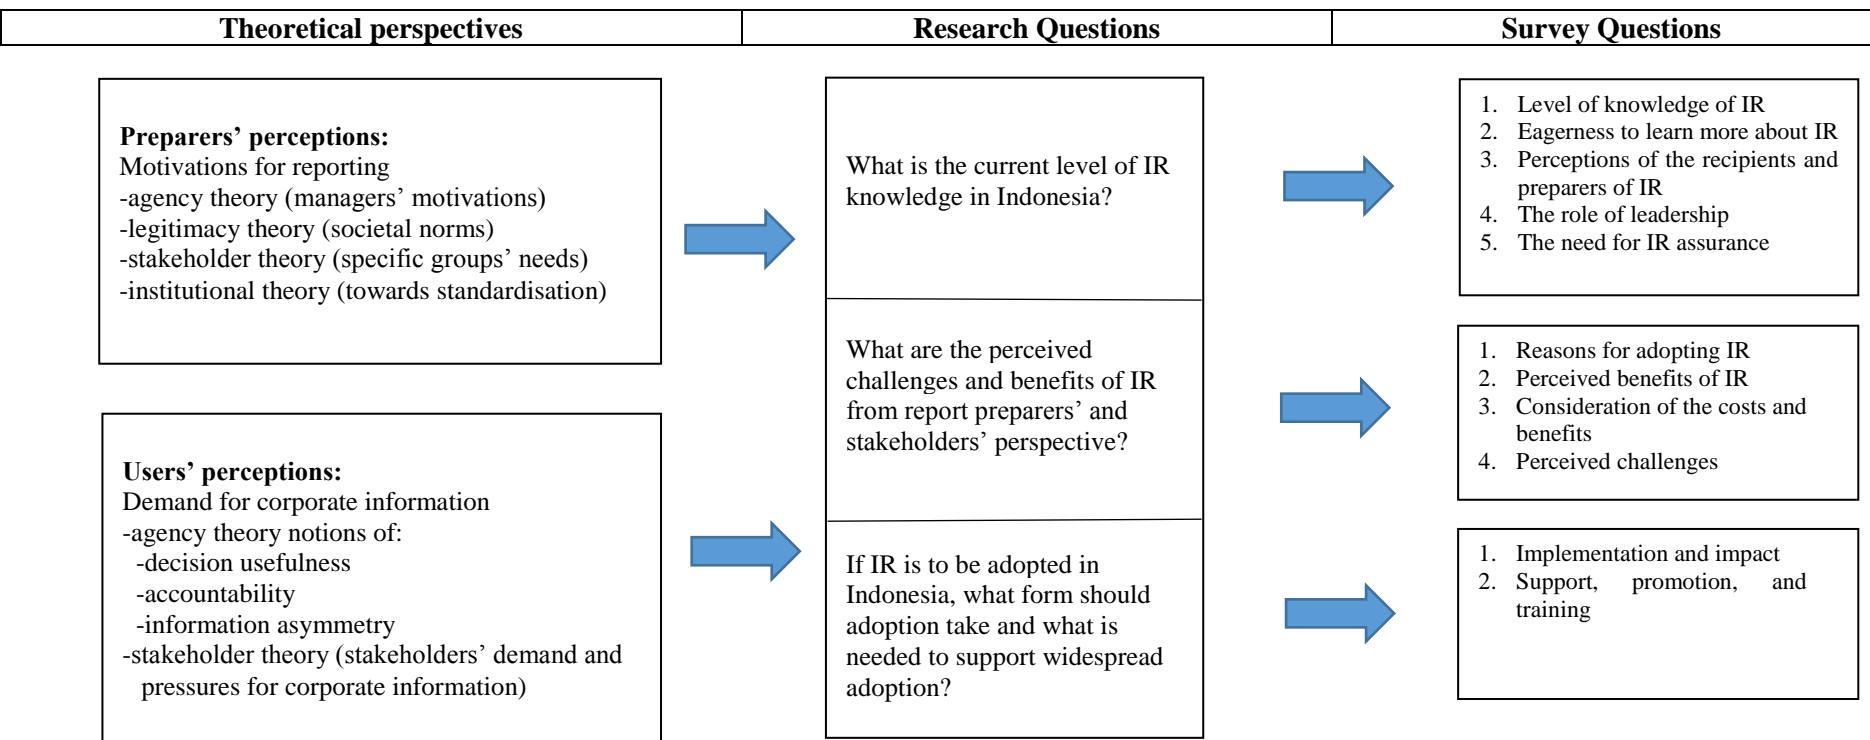 Theoretical perspectives
Research Questions
Survey Questions
Preparers’ perceptions:
Motivations for reporting
-agency theory (managers’ motivations)
-legitimacy theory (societal norms)
-stakeholder theory (specific groups’ needs)
-institutional theory (towards standardisation)
Users’ perceptions:
Demand for corporate information
-agency theory notions of:
-decision usefulness
-accountability
-information asymmetry
-stakeholder theory (stakeholders’ demand and
pressures for corporate information)
What is the current level of IR
knowledge in Indonesia?
What are the perceived
challenges and benefits of IR
from report preparers’ and
stakeholders’ perspective?
If IR is to be adopted in
Indonesia, what form should
adoption take and what is
needed to support widespread
adoption?
1. Level of knowledge of IR
2. Eagerness to learn more about IR
3. Perceptions of the recipients and
preparers of IR
4. The role of leadership
5. The need for IR assurance
1. Reasons for adopting IR
2. Perceived benefits of IR
3. Consideration of the costs and
benefits
4. Perceived challenges
1. Implementation and impact
2. Support, promotion, and
training